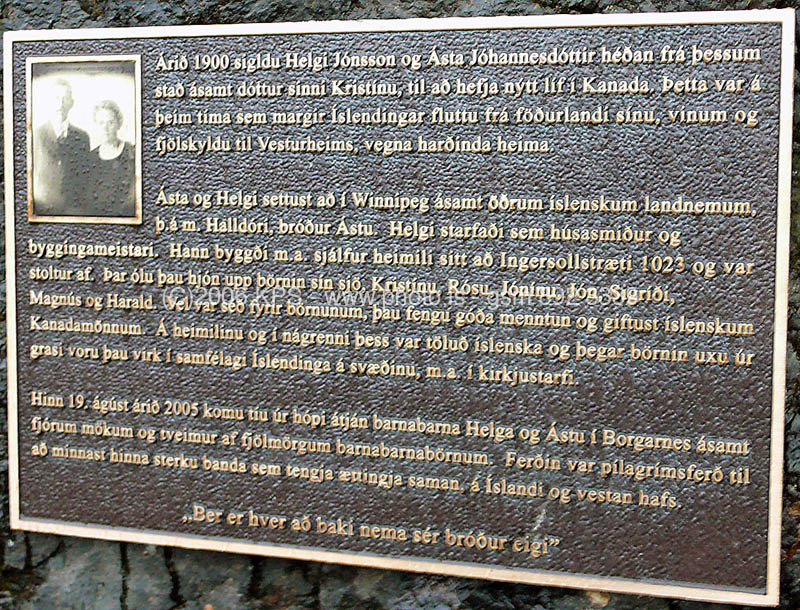 Árið 1900 sigldu Helgi Jónsson og Ásta Jóhannesdóttir héðan frá þessum
stað ásamt dóttur sinni Kristínu, til að hefja nýtt líf í Kanada. Þetta var á
þeim tíma sem margir Íslendingar fluttu frá föðurlandi sínu, vinum og
fjölskyldu til Vesturheims, vegna harðinda heima.
Ásta og Helgi settust að í Winnipeg ásamt öðrum íslenskum landnemum,
þ.á m. Halldóri, bróður Ástu. Helgi starfaði sem húsasmiður og
byggingameistari. Hann byggði m.a. sjálfur heimili sitt að Ingersollstræti 1023 og var
stoltur af. Þar ólu þau hjón upp börnin sín sjö, Kristínu, Rósu, Jónínu, Jón, Sigríði,
Magnús og Harald. Vel var séð fyrir börnunum, þau fengu góða menntun og giftust íslenskum
Kanadamönnum. Á heimilinu og í nágrenni þess var töluð íslenska og þegar börnin uxu úr
grasi voru þau virk í samfélagi Íslendinga á svæðinu, m.a. í kirkjustarfi.
Hinn 19. ágúst árið 2005 komu tíu úr hópi átján barnabarna Helga og Ástu í Borgarnes ásamt
fjórum mökum og tveimur af fjölmörgum barnabarnabörnum. Ferðin var pílagrímsferð til
að minnast hinna sterku banda sem tengja ættingja saman, á Íslandi og vestan hafs.
„Ber er hver að baki nema sér bróður eigi”
(c) 2006 KPS - www.photo.is - gsm